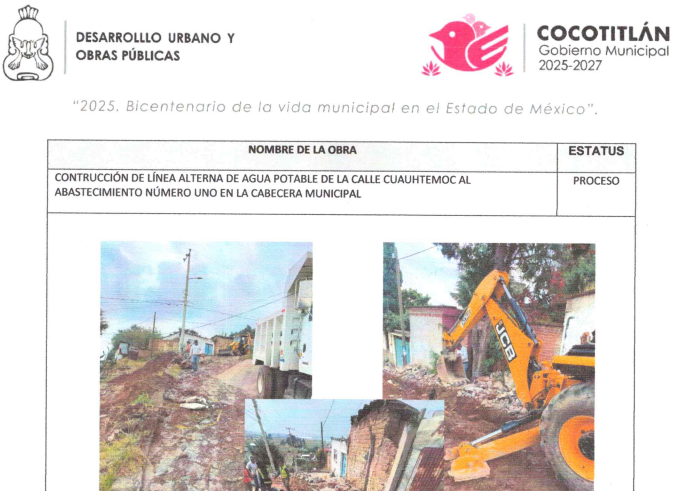 DESARROLLLO URBANO Y
OBRAS PÚBLICAS
COCOTITLÁN
Gobierno Municipal
2025-2027
“2025. Bicentenario de la vida municipal en el Estado de México”.
NOMBRE DE LA OBRA
ESTATUS
CONTRUCCIÓN DE LÍNEA ALTERNA DE AGUA POTABLE DE LA CALLE CUAUHTEMOC AL
ABASTECIMIENTO NÚMERO UNO EN LA CABECERA MUNICIPAL
PROCESO
JCB